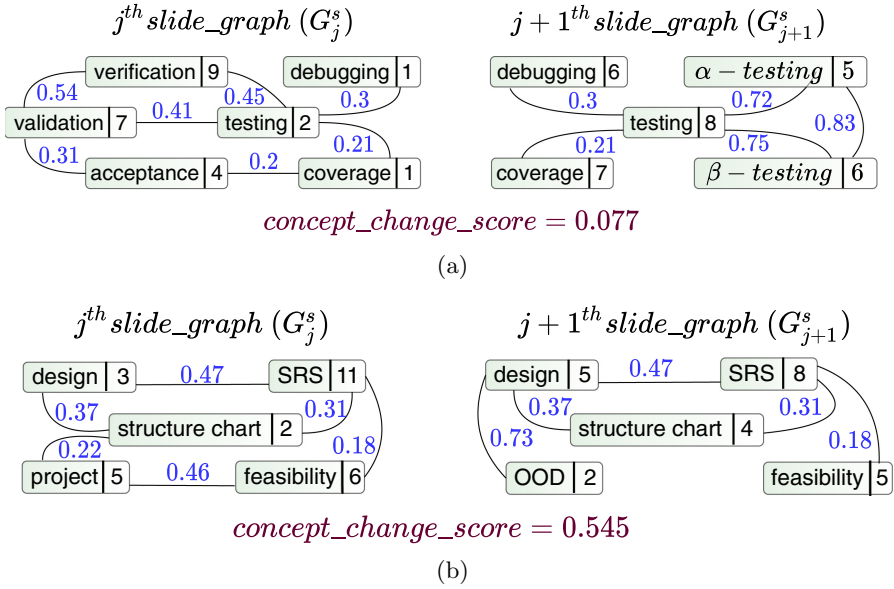 j^{th} slide_graph (G^s_j)
j + 1^{th} slide_graph (G^s_{j+1})
verification 9
debugging 1
0.54
0.45
0.3
validation 7
0.41
testing 2
0.31
0.21
acceptance 4
0.2
coverage 1
debugging 6
α − testing 5
0.3
0.72
testing 8
0.83
0.21
0.75
coverage 7
β − testing 6
concept_change_score = 0.077
(a)
j^{th} slide_graph (G^s_j)
j + 1^{th} slide_graph (G^s_{j+1})
design 3
0.47
SRS 11
0.37
0.31
structure chart 2
0.22
0.18
project 5
0.46
feasibility 6
design 5
0.47
SRS 8
0.37
0.31
structure chart 4
0.73
0.18
OOD 2
feasibility 5
concept_change_score = 0.545
(b)